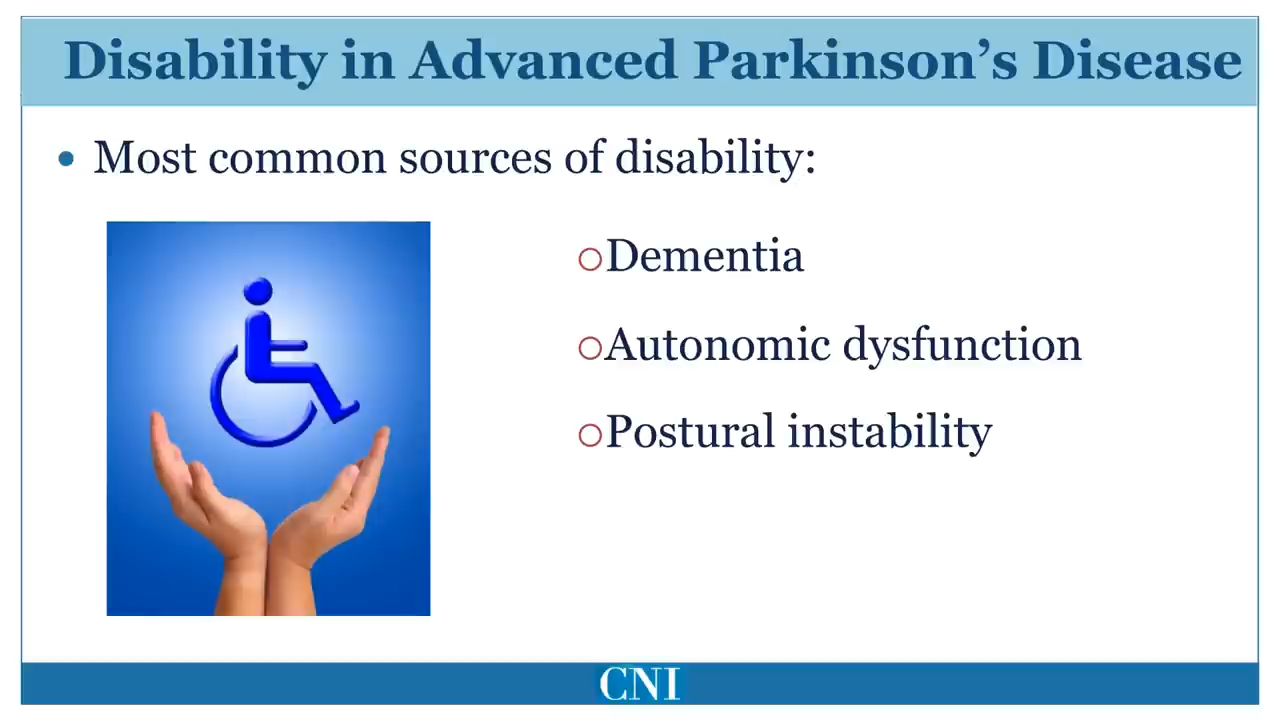 Disability in Advanced Parkinson’s Disease
• Most common sources of disability:
○Dementia
○Autonomic dysfunction
○Postural instability
CNI